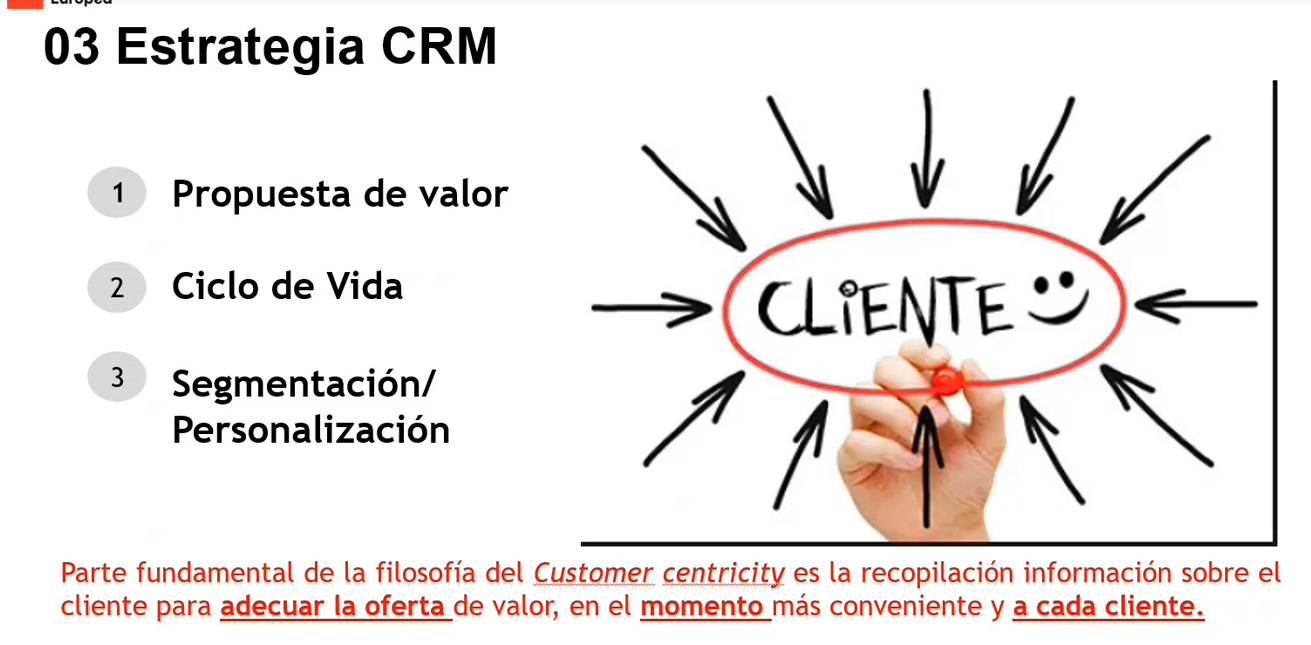 Europea
03 Estrategia CRM
1 Propuesta de valor
2 Ciclo de Vida
3 Segmentación/
Personalización
CLiENTE
Parte fundamental de la filosofía del Customer centricity es la recopilación información sobre el
cliente para adecuar la oferta de valor, en el momento más conveniente y a cada cliente.